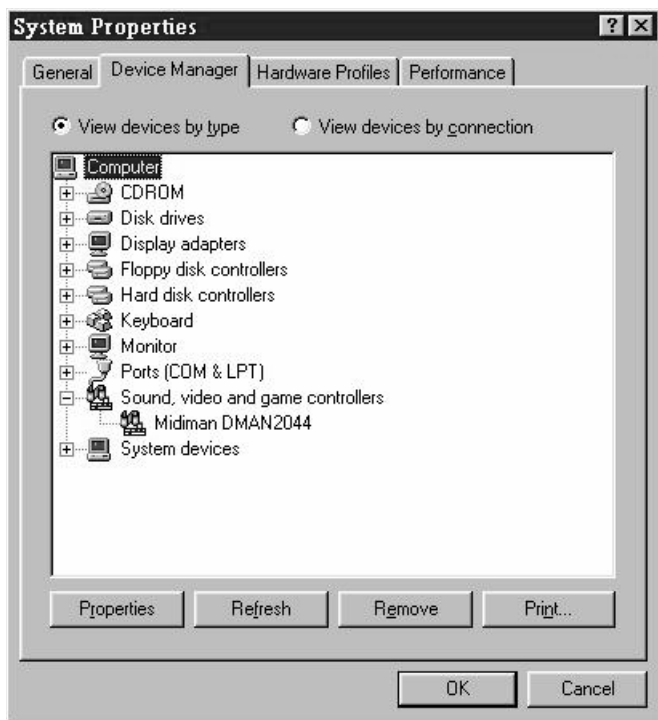 System Properties
General Device Manager Hardware Profiles Performance
View devices by type View devices by connection
Computer
CDROM
Disk drives
Display adapters
Floppy disk controllers
Hard disk controllers
Keyboard
Monitor
Ports (COM & LPT)
Sound, video and game controllers
Midiman DMAN2044
System devices
Properties Refresh Remove Print...
OK Cancel